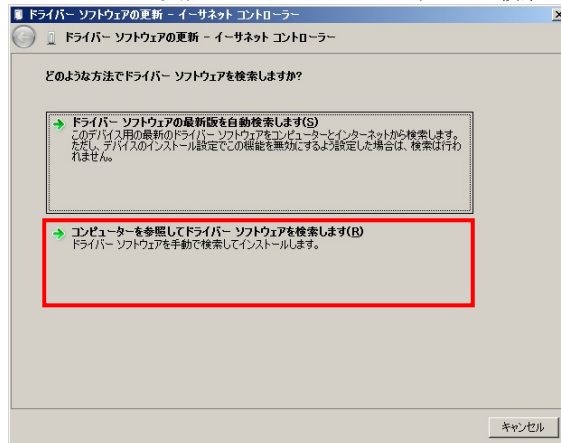 ドライバー ソフトウェアの更新 - イーサネット コントローラー
ドライバー ソフトウェアの更新 - イーサネット コントローラー
どのような方法でドライバー ソフトウェアを検索しますか?
ドライバー ソフトウェアの最新版を自動検索します(S)
このデバイス用の最新のドライバー ソフトウェアをコンピューターとインターネットから検索します。
ただし、デバイスのインストール設定でこの機能を無効にするよう設定した場合は、検索は行わ
れません。
コンピューターを参照してドライバー ソフトウェアを検索します(R)
ドライバー ソフトウェアを手動で検索してインストールします。
キャンセル